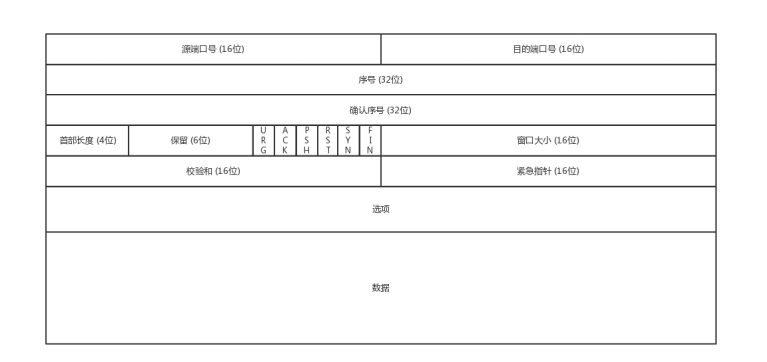 源端口号 (16位) 目的端口号 (16位)
序号 (32位)
确认序号 (32位)
首部长度 (4位) 保留 (6位) URG ACK PSH RST SYN FIN 窗口大小 (16位)
校验和 (16位) 紧急指针 (16位)
选项
数据